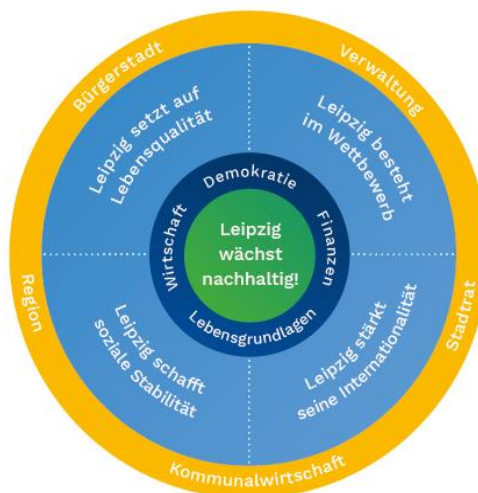 Bürgerstadt
Verwaltung
Leipzig setzt auf
Lebensqualität
Leipzig besteht
im Wettbewerb
Demokratie
Wirtschaft
Finanzen
Leipzig
wächst
nachhaltig!
Lebensgrundlagen
Region
Stadtrat
Leipzig schafft
soziale Stabilität
Leipzig stärkt
seine Internationalität
Kommunalwirtschaft